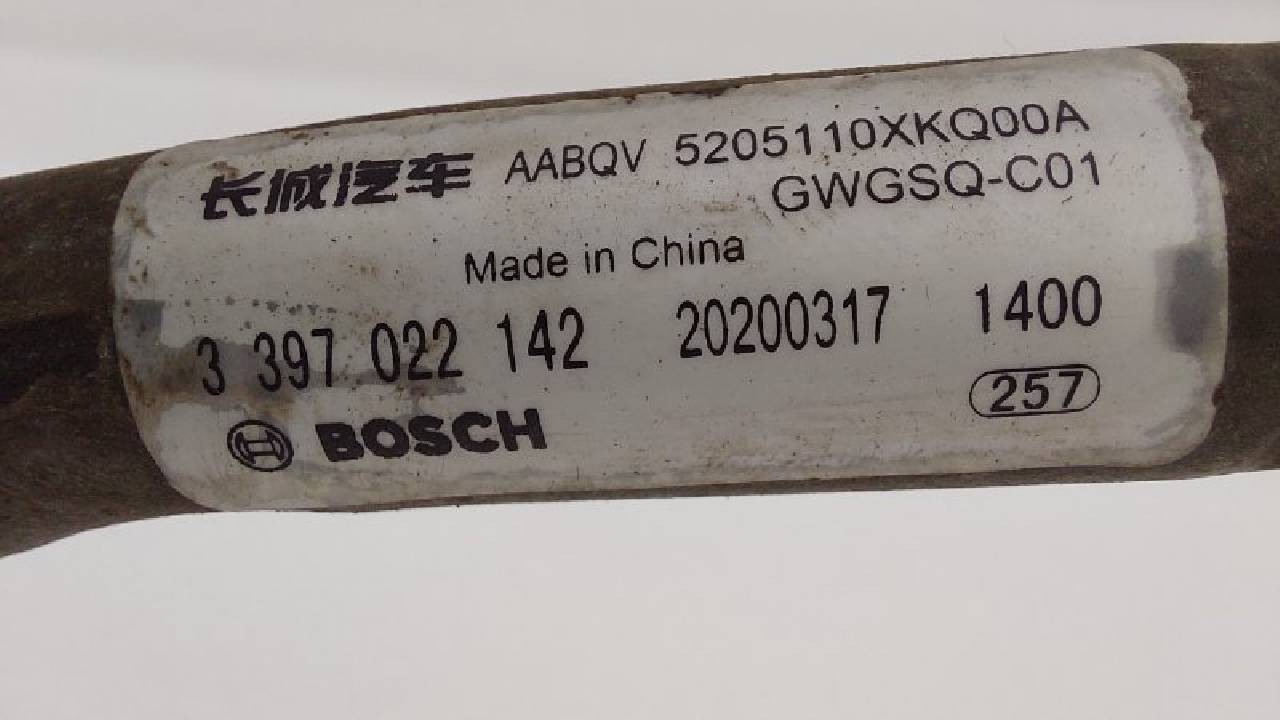 长城汽车 AABQV 5205110XKQ00A
GWGSQ-C01
Made in China
3 397 022 142 20200317 1400
BOSCH 257